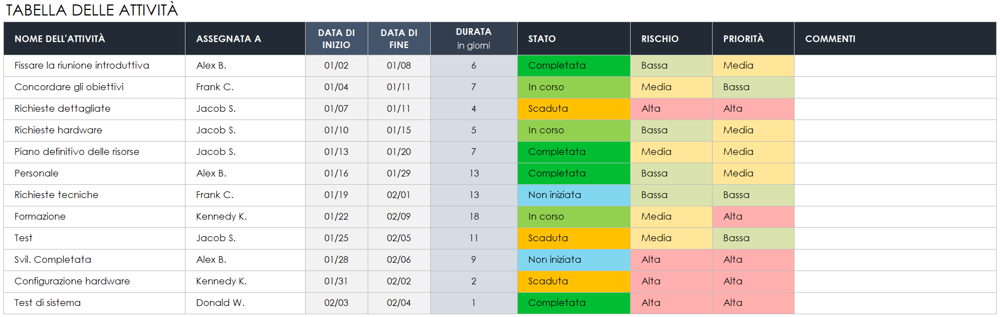 TABELLA DELLE ATTIVITÀ
NOME DELL'ATTIVITÀ ASSEGNATA A DATA DI INIZIO DATA DI FINE DURATA in giorni STATO RISCHIO PRIORITÀ COMMENTI
Fissare la riunione introduttiva Alex B. 01/02 01/08 6 Completata Bassa Media
Concordare gli obiettivi Frank C. 01/04 01/11 7 In corso Media Bassa
Richieste dettagliate Jacob S. 01/07 01/11 4 Scaduta Alta Alta
Richieste hardware Jacob S. 01/10 01/15 5 In corso Bassa Media
Piano definitivo delle risorse Jacob S. 01/13 01/20 7 Completata Media Media
Personale Alex B. 01/16 01/29 13 Completata Bassa Media
Richieste tecniche Frank C. 01/19 02/01 13 Non iniziata Bassa Bassa
Formazione Kennedy K. 01/22 02/09 18 In corso Media Alta
Test Jacob S. 01/25 02/05 11 Scaduta Media Bassa
Svil. Completata Alex B. 01/28 02/06 9 Non iniziata Alta Alta
Configurazione hardware Kennedy K. 01/31 02/02 2 Scaduta Alta Alta
Test di sistema Donald W. 02/03 02/04 1 Completata Alta Alta